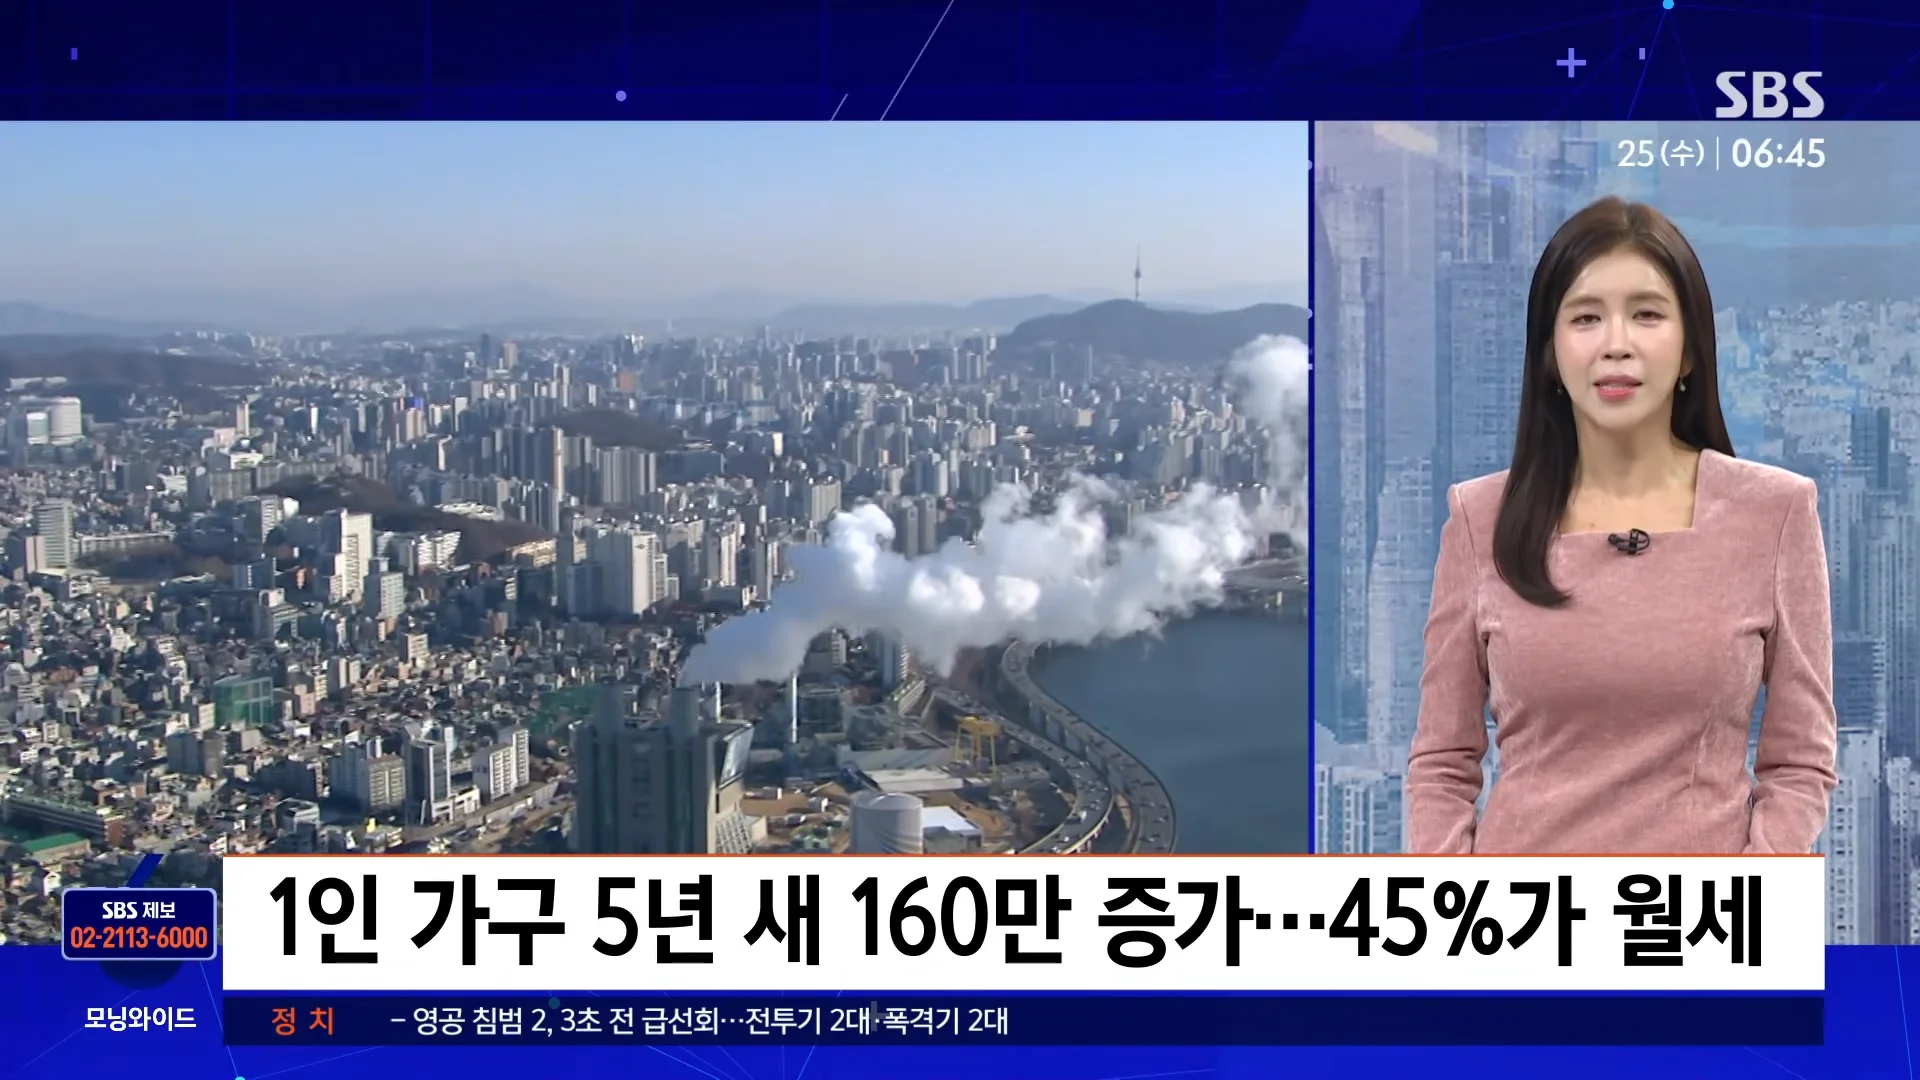 SBS
25(수) | 06:45
1인 가구 5년 새 160만 증가…45%가 월세
SBS 제보
02-2113-6000
모닝와이드
정 치 – 영공 침범 2, 3초 전 급선회…전투기 2대·폭격기 2대